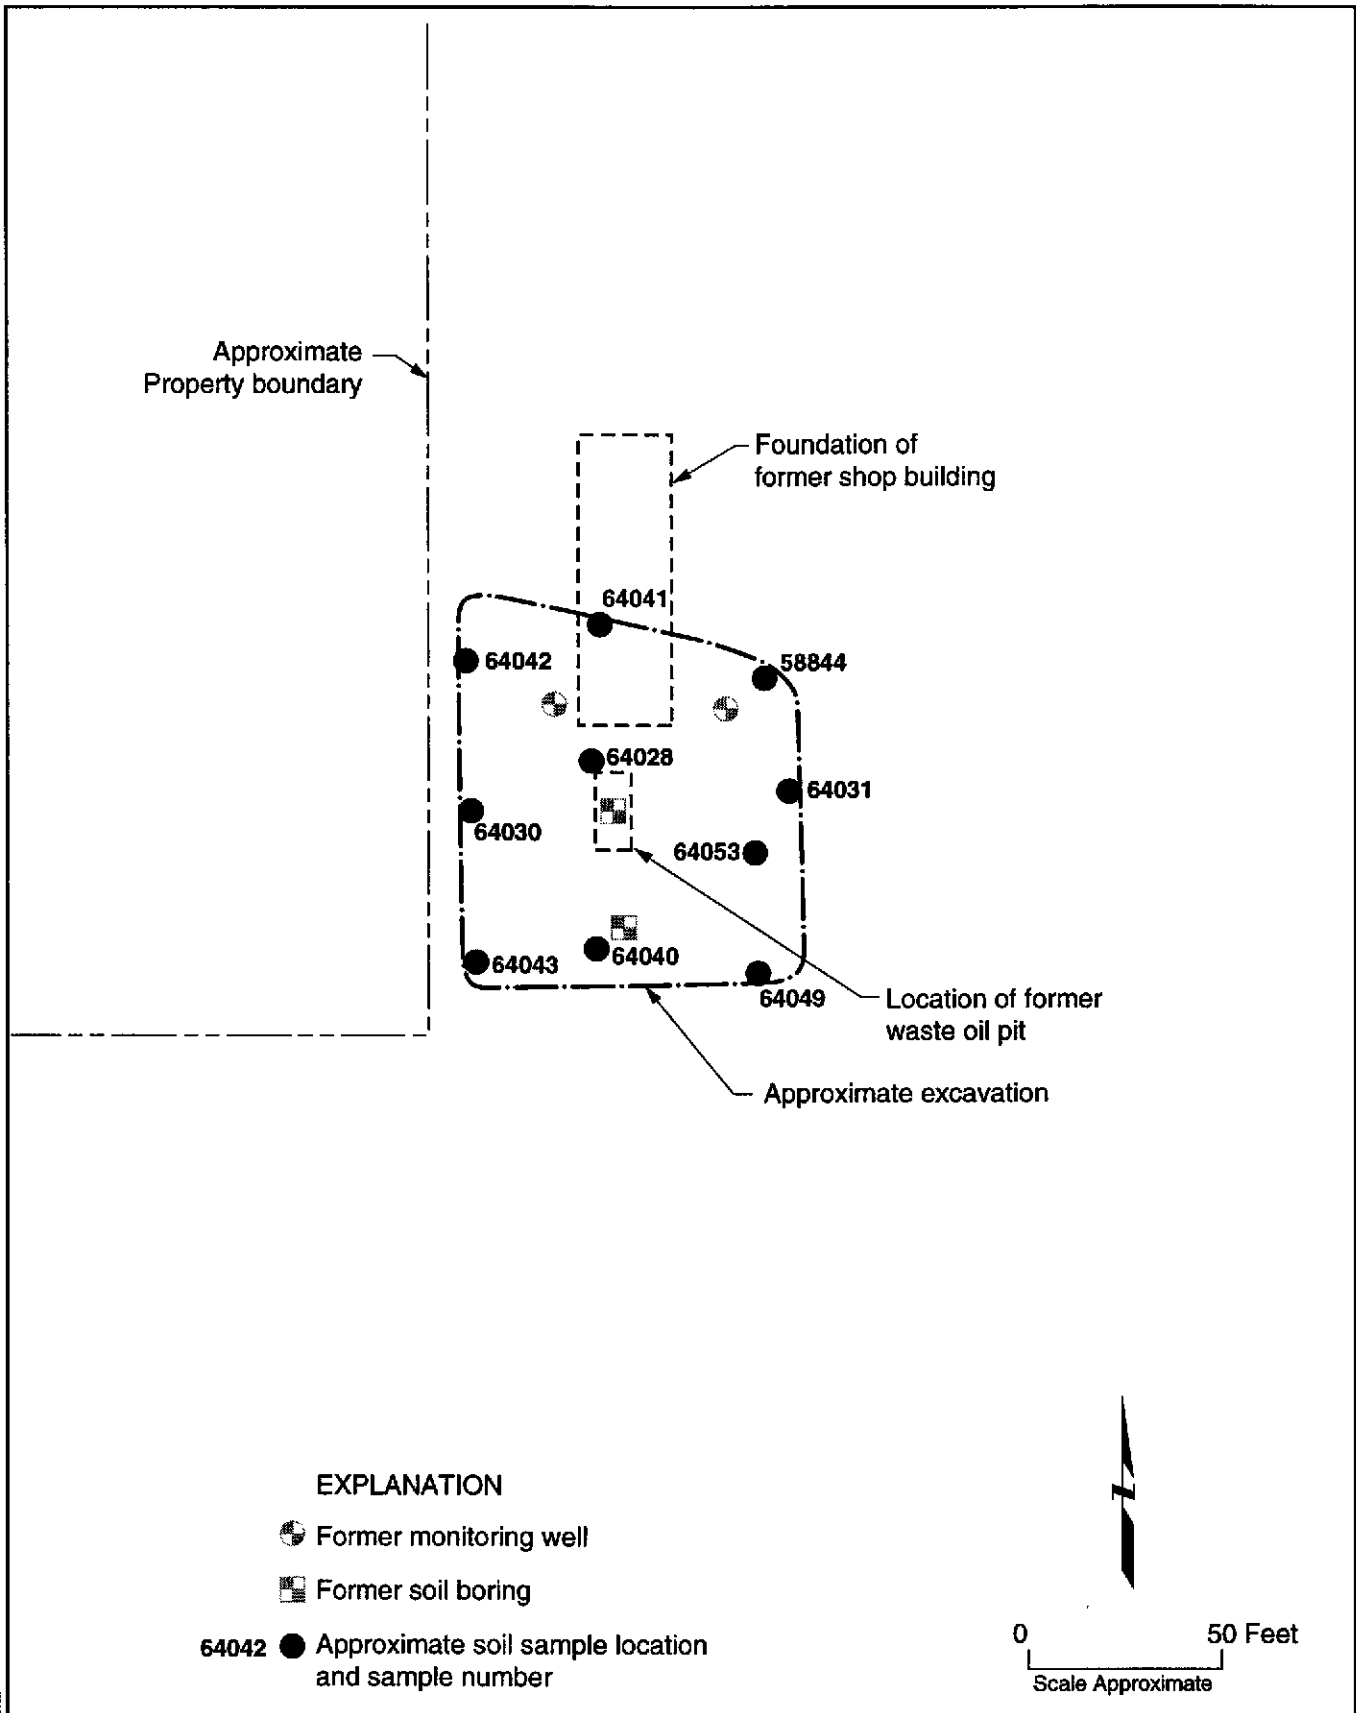 Approximate
Property boundary
Foundation of
former shop building
64041
64042
58844
64028
64031
64030
64053
64040
64043
64049
Location of former
waste oil pit
Approximate excavation
EXPLANATION
Former monitoring well
Former soil boring
64042 Approximate soil sample location
and sample number
Z
0 50 Feet
Scale Approximate